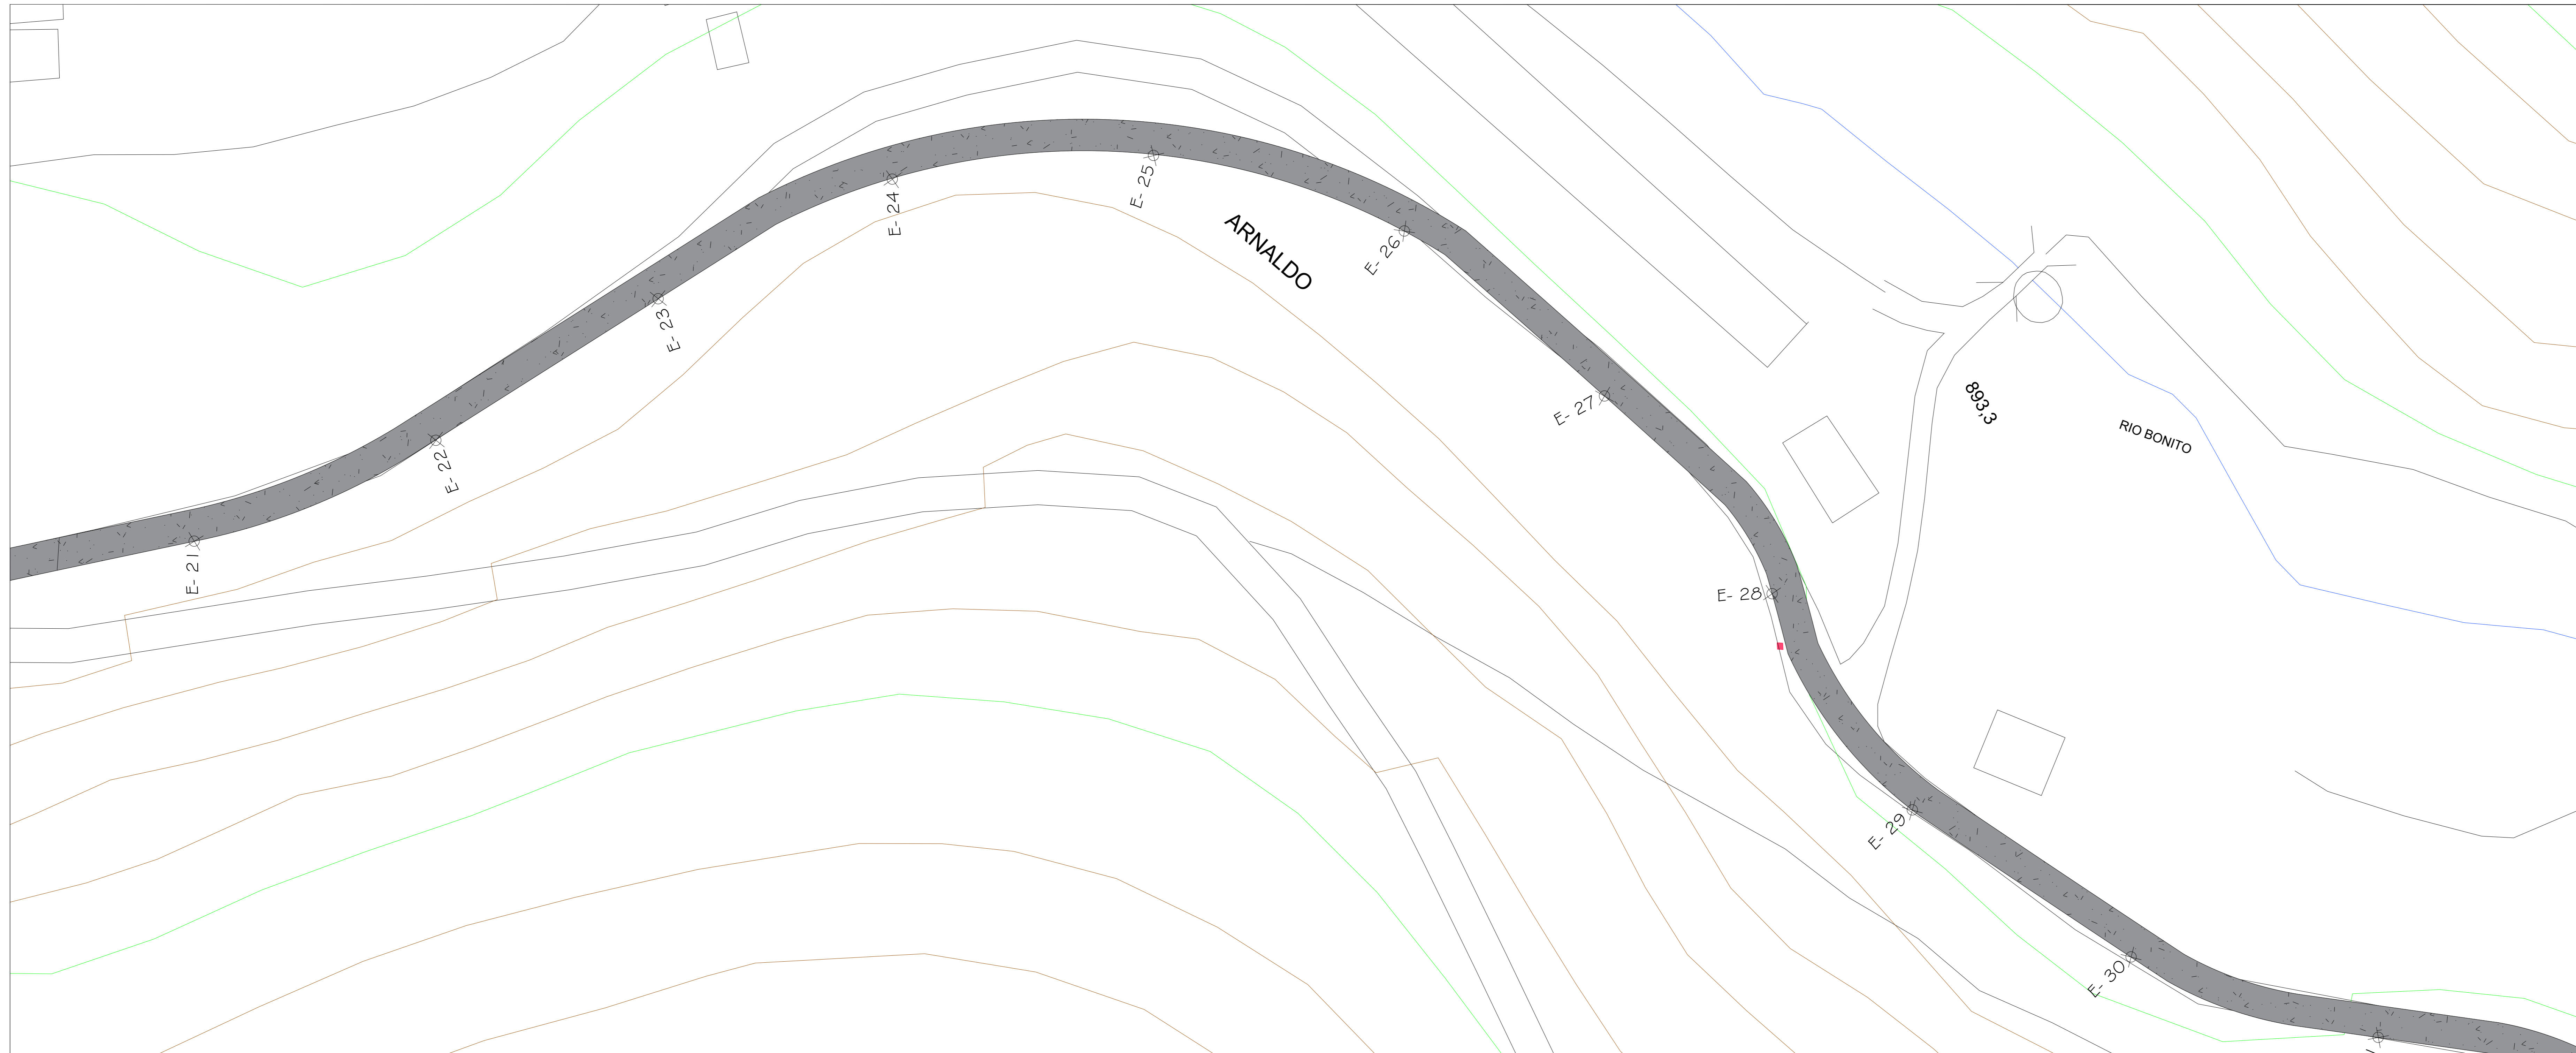 E- 21
E- 22
E- 23
E- 24
E- 25
ARNALDO
E- 26
E- 27
893,3
RIO BONITO
E- 28
E- 29
E- 30